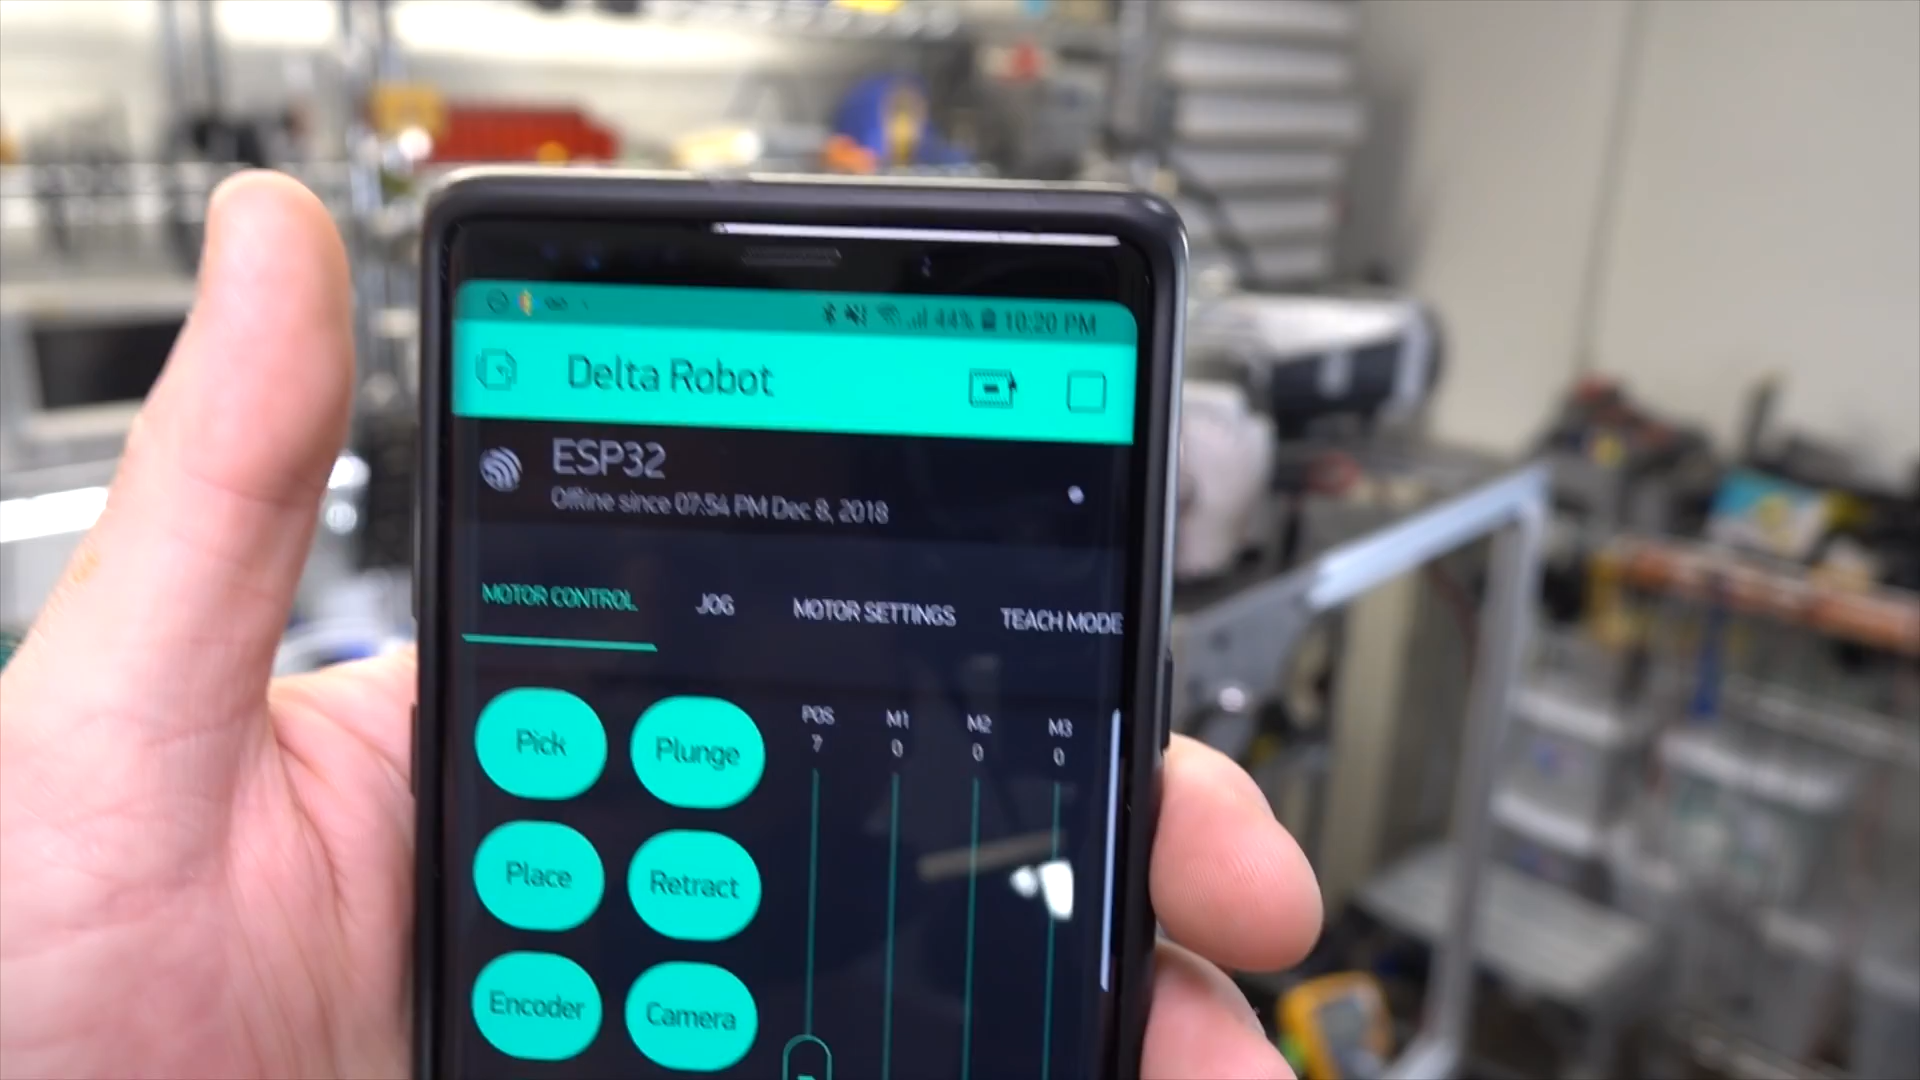 44% 10:20 PM
Delta Robot
ESP32
Offline since 07:54 PM Dec 8, 2018
MOTOR CONTROL JOG MOTOR SETTINGS TEACH MODE
POS M1 M2 M3
7 0 0 0
Pick Plunge
Place Retract
Encoder Camera